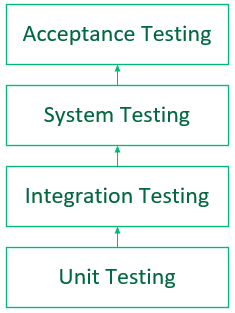 Acceptance Testing
System Testing
Integration Testing
Unit Testing